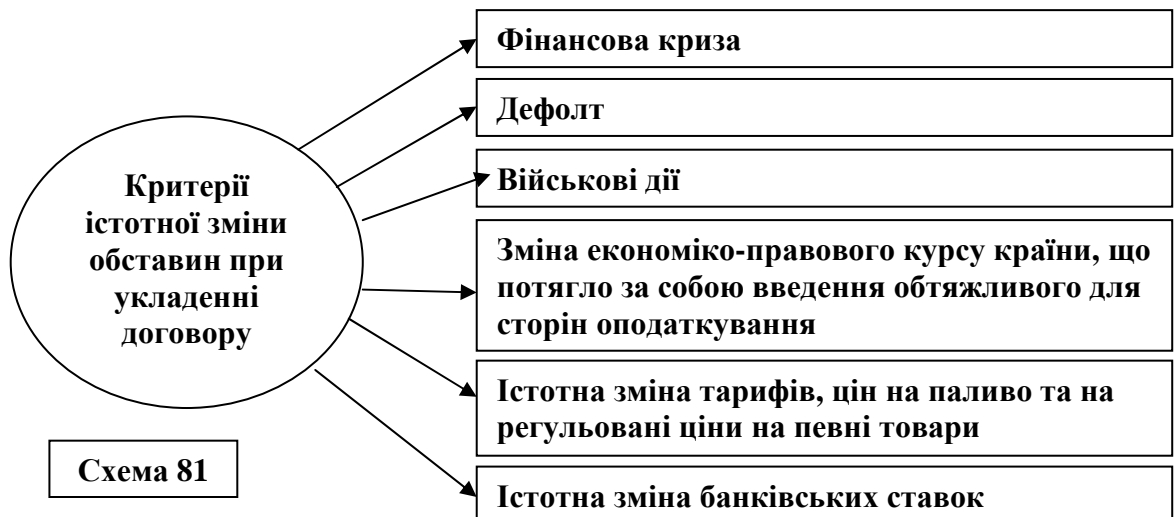 Фінансова криза
Дефолт
Військові дії
Критерії
істотної зміни
обставин при
укладенні
договору
Зміна економіко-правового курсу країни, що
потягло за собою введення обтяжливого для
сторін оподаткування
Істотна зміна тарифів, цін на паливо та на
регульовані ціни на певні товари
Істотна зміна банківських ставок
Схема 81